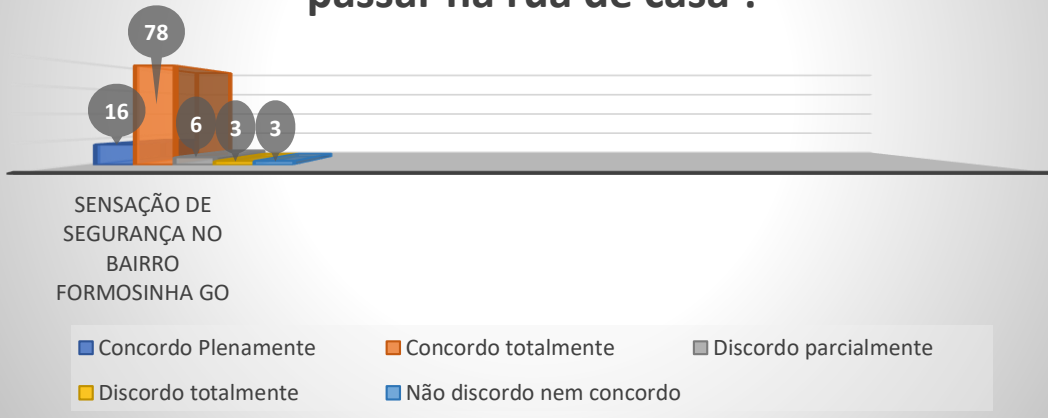 passar na rua de casa ?
78
16
6
3
3
SENSAÇÃO DE
SEGURANÇA NO
BAIRRO
FORMOSINHA GO
Concordo Plenamente
Concordo totalmente
Discordo parcialmente
Discordo totalmente
Não discordo nem concordo